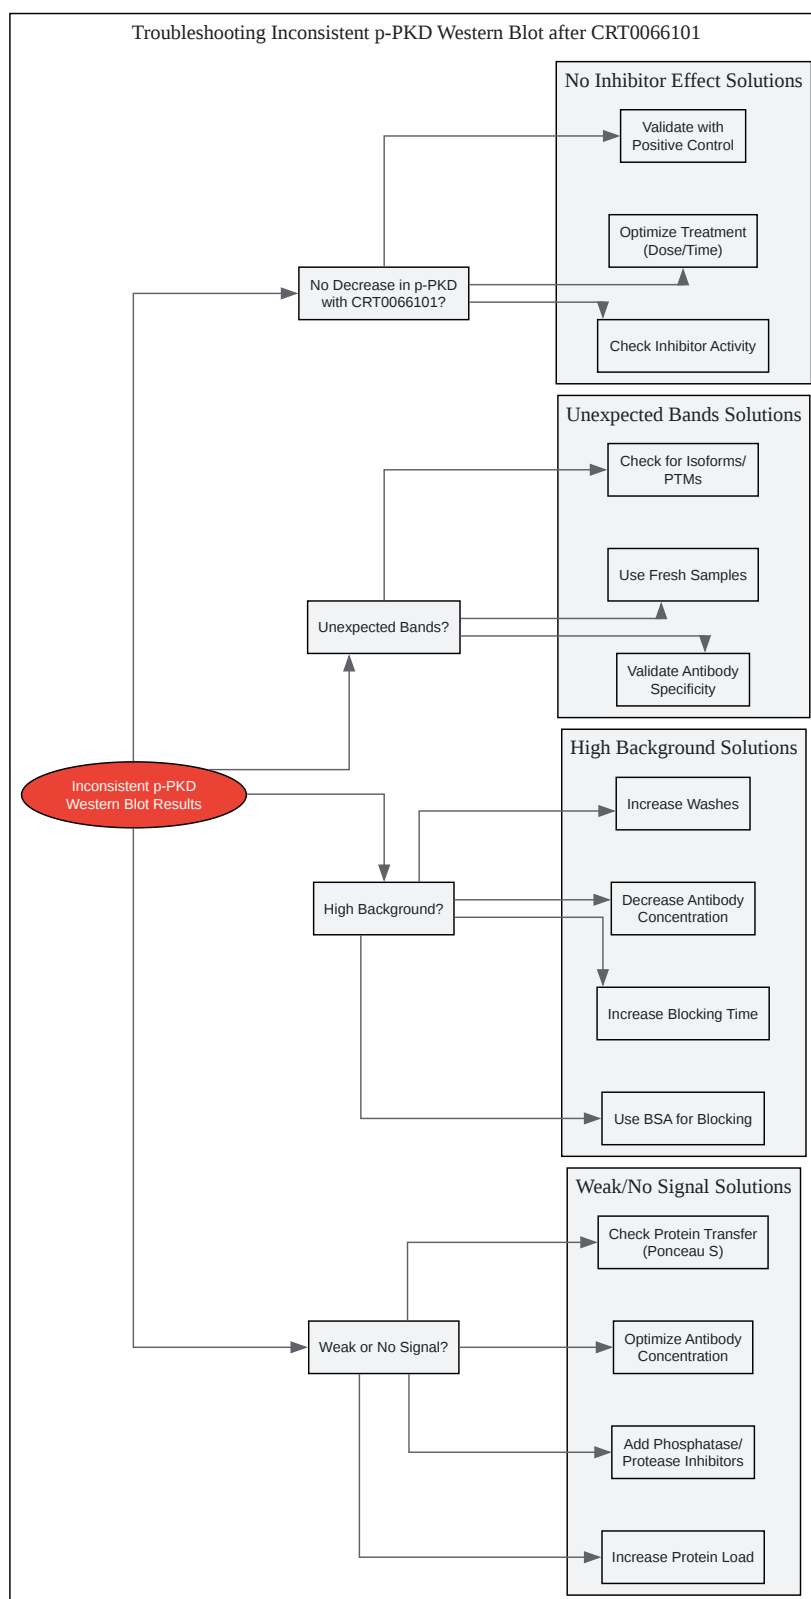 Troubleshooting Inconsistent p-PKD Western Blot after CRT0066101
No Inhibitor Effect Solutions
Validate with
Positive Control
Optimize Treatment
(Dose/Time)
No Decrease in p-PKD
with CRT0066101?
Check Inhibitor Activity
Unexpected Bands Solutions
Check for Isoforms/
PTMs
Use Fresh Samples
Unexpected Bands?
Validate Antibody
Specificity
High Background Solutions
Inconsistent p-PKD
Western Blot Results
Increase Washes
High Background?
Decrease Antibody
Concentration
Increase Blocking Time
Use BSA for Blocking
Weak/No Signal Solutions
Check Protein Transfer
(Ponceau S)
Weak or No Signal?
Optimize Antibody
Concentration
Add Phosphatase/
Protease Inhibitors
Increase Protein Load